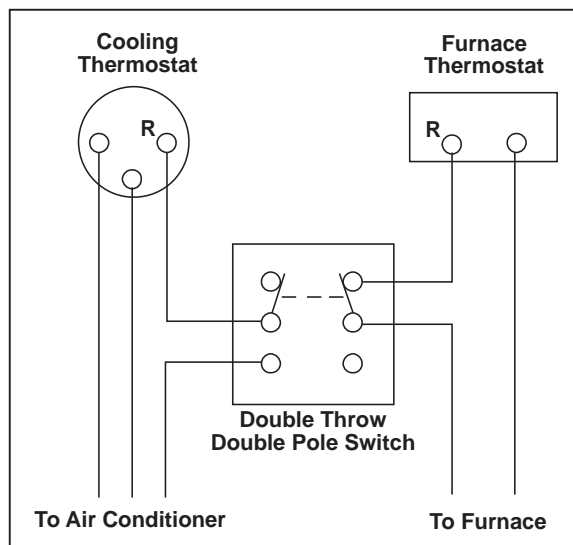 Cooling
Thermostat
Furnace
Thermostat
R
R
Double Throw
Double Pole Switch
To Air Conditioner
To Furnace